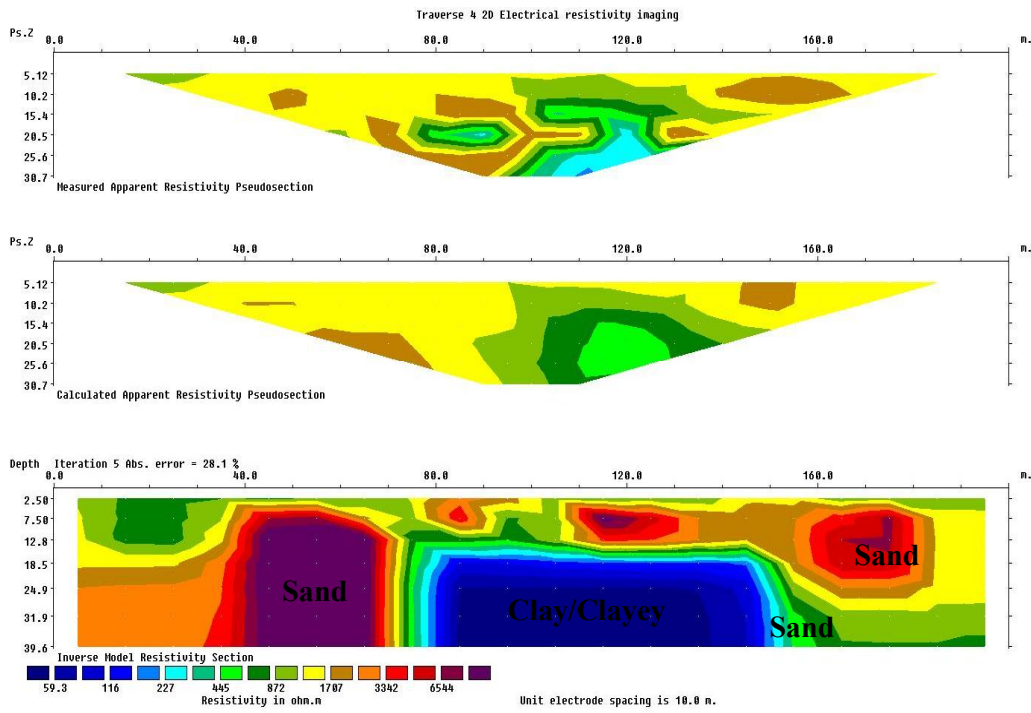 Traverse 4 2D Electrical resistivity imaging
Ps.Z 0.0 40.0 80.0 120.0 160.0 m.
5.12
10.2
15.4
20.5
25.6
30.7
Measured Apparent Resistivity Pseudosection
Ps.Z 0.0 40.0 80.0 120.0 160.0 m.
5.12
10.2
15.4
20.5
25.6
30.7
Calculated Apparent Resistivity Pseudosection
Depth Iteration 5 Abs. error = 28.1 %
0.0 40.0 80.0 120.0 160.0 m.
2.50
7.50
12.8
18.5
24.9
31.9
39.6
Sand
Sand
Clay/Clayey
Sand
Inverse Model Resistivity Section
59.3 116 227 445 872 1707 3342 6544
Resistivity in ohm.m Unit electrode spacing is 10.0 m.